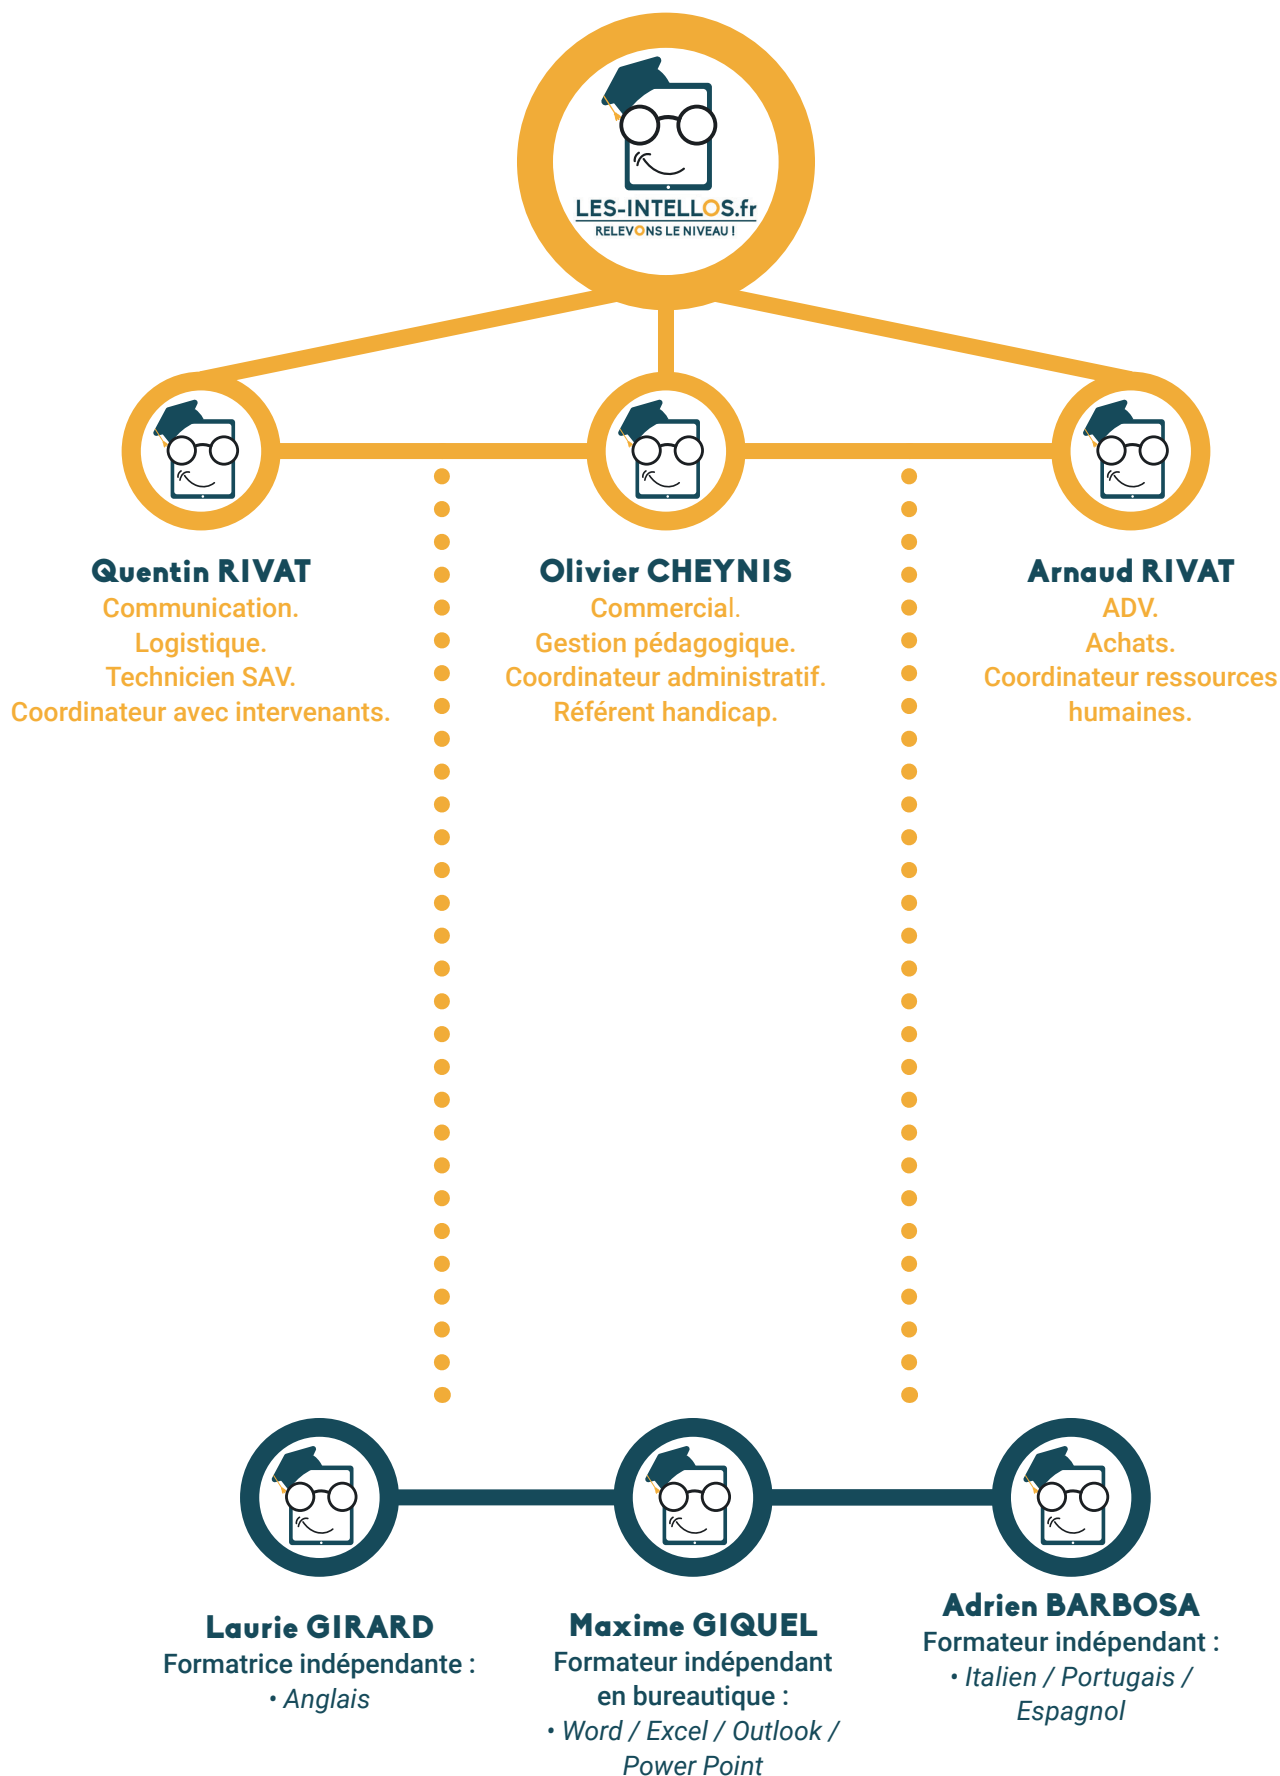 LES-INTELLOS.fr
RELEVONS LE NIVEAU !
Quentin RIVAT
Communication.
Logistique.
Technicien SAV.
Coordinateur avec intervenants.
Olivier CHEYNIS
Commercial.
Gestion pédagogique.
Coordinateur administratif.
Référent handicap.
Arnaud RIVAT
ADV.
Achats.
Coordinateur ressources
humaines.
Laurie GIRARD
Formatrice indépendante :
• Anglais
Maxime GIQUEL
Formateur indépendant
en bureautique :
• Word / Excel / Outlook /
Power Point
Adrien BARBOSA
Formateur indépendant :
• Italien / Portugais /
Espagnol